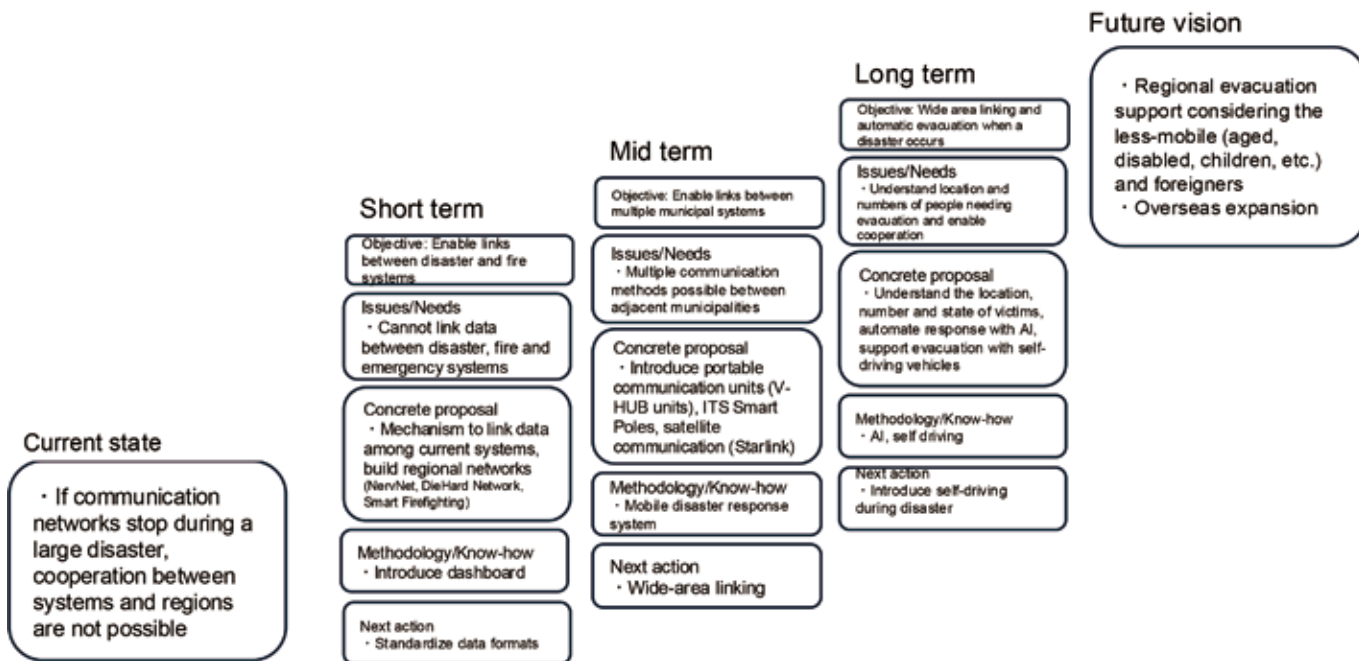 Current state
・If communication
networks stop during a
large disaster,
cooperation between
systems and regions
are not possible
Short term
Objective: Enable links
between disaster and fire
systems
Issues/Needs
・Cannot link data
between disaster, fire and
emergency systems
Concrete proposal
・Mechanism to link data
among current systems,
build regional networks
(NervNet, DieHard Network,
Smart Firefighting)
Methodology/Know-how
・Introduce dashboard
Next action
・Standardize data formats
Mid term
Objective: Enable links between
multiple municipal systems
Issues/Needs
・Multiple communication
methods possible between
adjacent municipalities
Concrete proposal
・Introduce portable
communication units (V-
HUB units), ITS Smart
Poles, satellite
communication (Starlink)
Methodology/Know-how
・Mobile disaster response
system
Next action
・Wide-area linking
Long term
Objective: Wide area linking and
automatic evacuation when a
disaster occurs
Issues/Needs
・Understand location and
numbers of people needing
evacuation and enable
cooperation
Concrete proposal
・Understand the location,
number and state of victims,
automate response with AI,
support evacuation with self-
driving vehicles
Methodology/Know-how
・AI, self driving
Next action
・Introduce self-driving
during disaster
Future vision
・Regional evacuation
support considering the
less-mobile (aged,
disabled, children, etc.)
and foreigners
・Overseas expansion